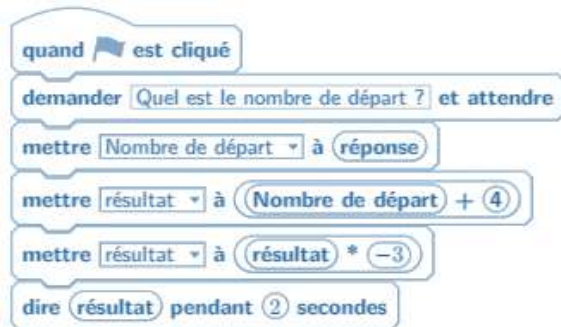 quand est cliqué
demander Quel est le nombre de départ ? et attendre
mettre Nombre de départ à réponse
mettre résultat à Nombre de départ + 4
mettre résultat à résultat * −3
dire résultat pendant 2 secondes